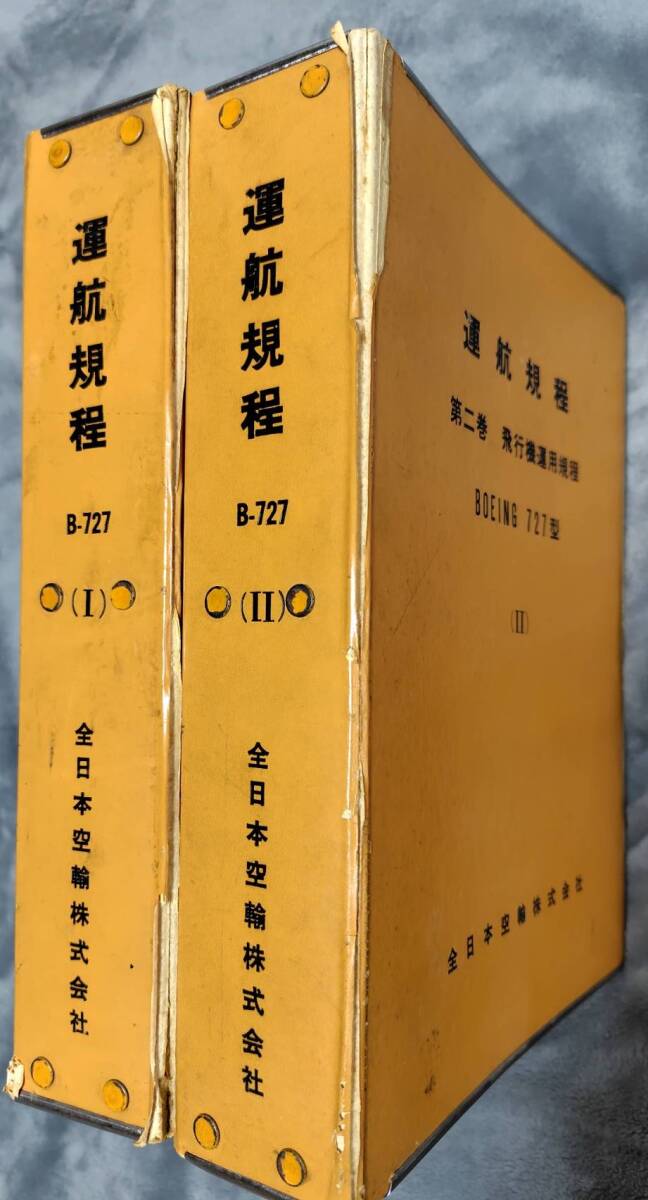 運航規程
B-727
(I)
全日本空輸株式会社
運航規程
B-727
(II)
全日本空輸株式会社
運航規程
第二巻 飛行機運用規程
BOEING 727型
(II)
全日本空輸株式会社